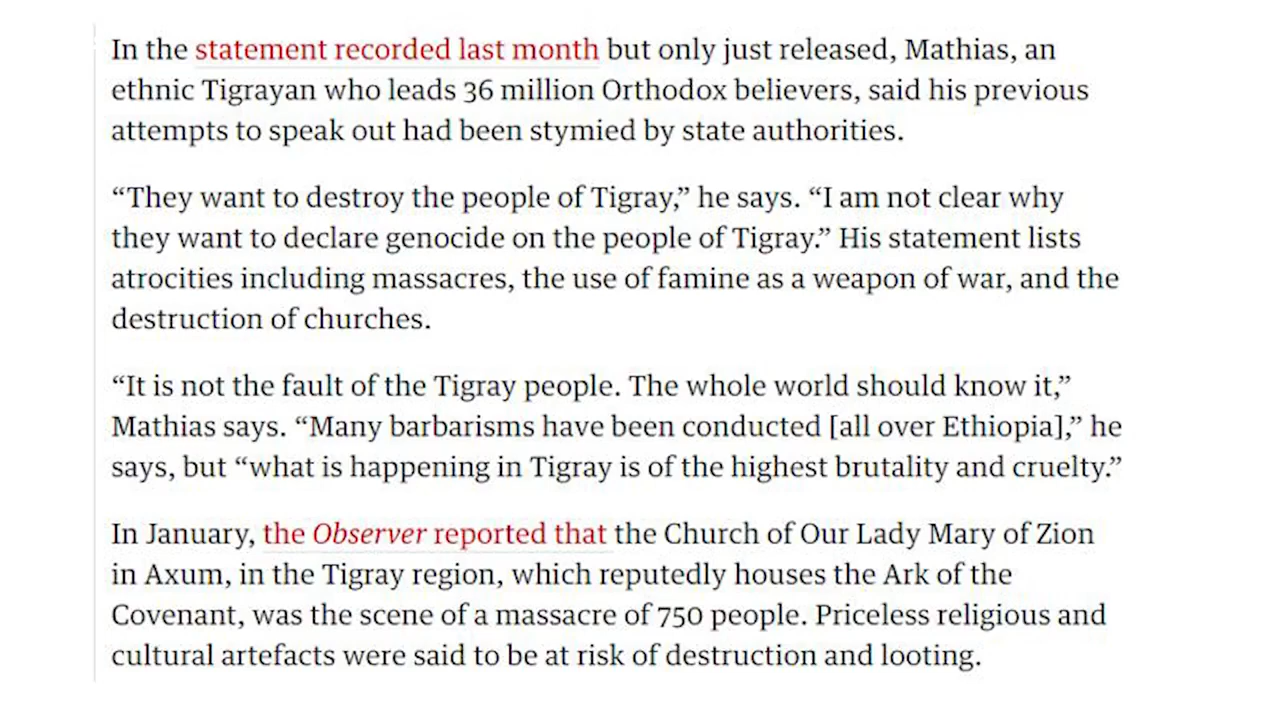 In the statement recorded last month but only just released, Mathias, an
ethnic Tigrayan who leads 36 million Orthodox believers, said his previous
attempts to speak out had been stymied by state authorities.
“They want to destroy the people of Tigray,” he says. “I am not clear why
they want to declare genocide on the people of Tigray.” His statement lists
atrocities including massacres, the use of famine as a weapon of war, and the
destruction of churches.
“It is not the fault of the Tigray people. The whole world should know it,”
Mathias says. “Many barbarisms have been conducted [all over Ethiopia],” he
says, but “what is happening in Tigray is of the highest brutality and cruelty.”
In January, the Observer reported that the Church of Our Lady Mary of Zion
in Axum, in the Tigray region, which reputedly houses the Ark of the
Covenant, was the scene of a massacre of 750 people. Priceless religious and
cultural artefacts were said to be at risk of destruction and looting.